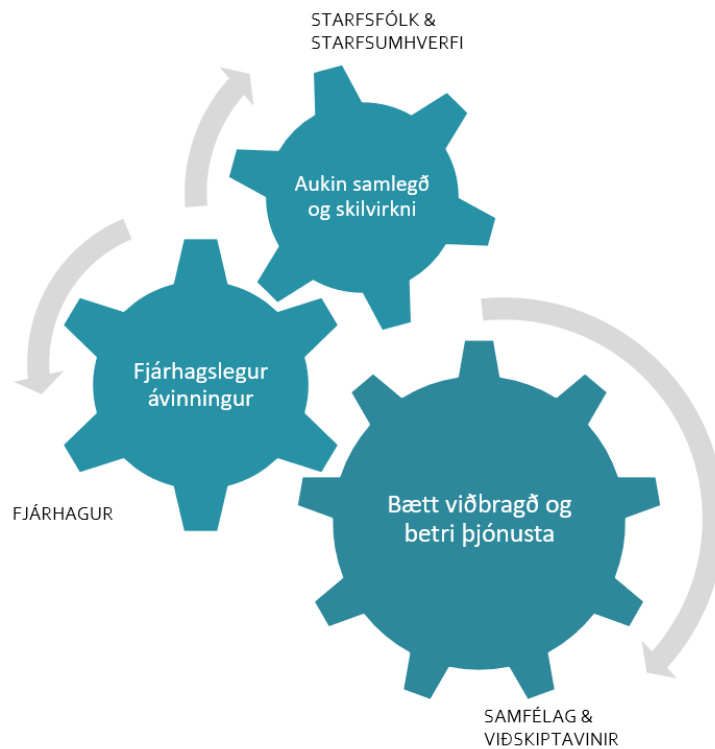 STARFSFÓLK &
STARFSUMHVERFI
Aukin samlegð
og skilvirkni
Fjárhagslegur
ávinningur
FJÁRHAGUR
Bætt viðbragð og
betri þjónusta
SAMFÉLAG &
VIÐSKIPTAVINIR